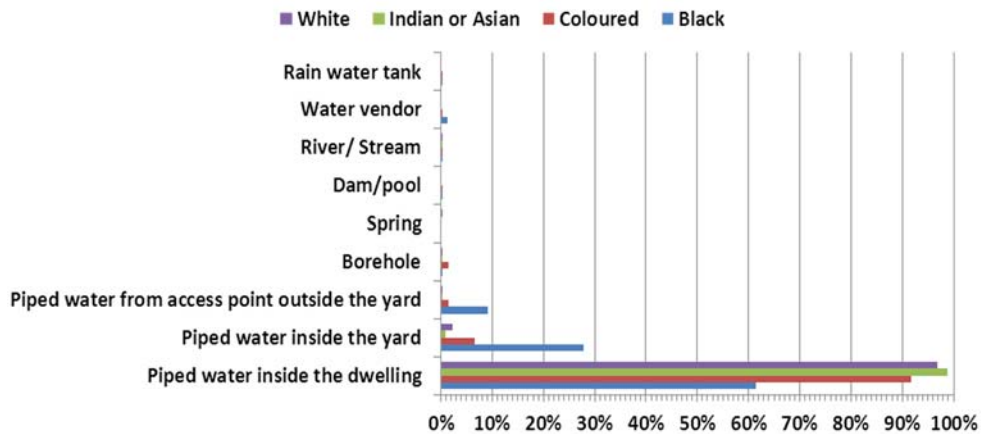 White Indian or Asian Coloured Black
Rain water tank
Water vendor
River/ Stream
Dam/pool
Spring
Borehole
Piped water from access point outside the yard
Piped water inside the yard
Piped water inside the dwelling
0% 10% 20% 30% 40% 50% 60% 70% 80% 90% 100%